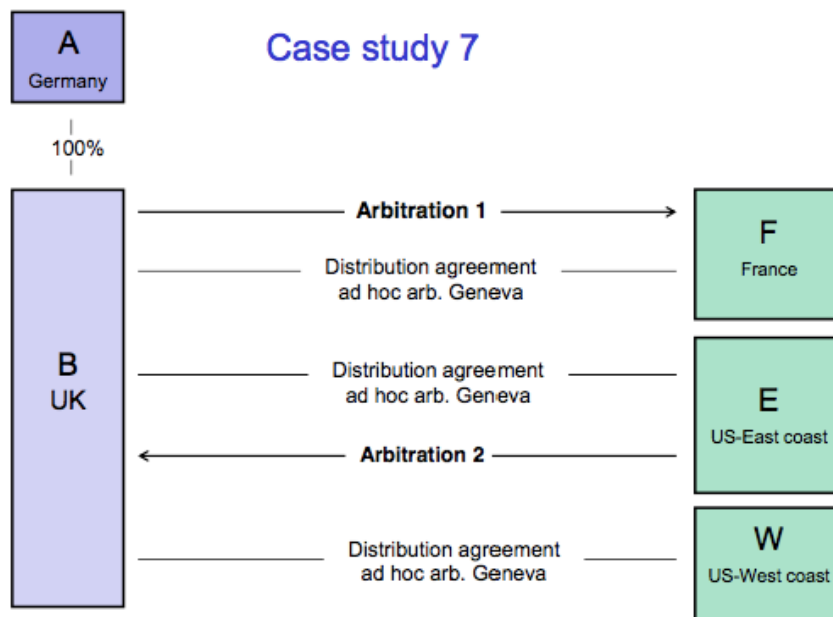 Case study 7
A
Germany
100%
Arbitration 1
Distribution agreement
ad hoc arb. Geneva
F
France
B
UK
Distribution agreement
ad hoc arb. Geneva
Arbitration 2
E
US-East coast
Distribution agreement
ad hoc arb. Geneva
W
US-West coast